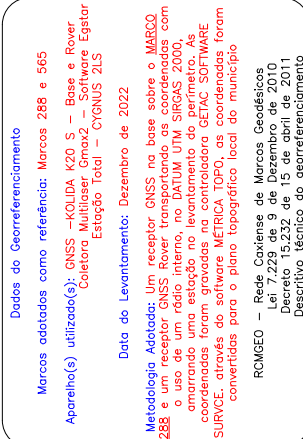 Dados do Georreferenciamento
Marcos adotados como referência: Marcos 288 e 565
Aparelho(s) utilizado(s): GNSS –KOLIDA K20 S – Base e Rover
Coletora Multilaser Gmax2 – Software Egstar
Estação Total – CYGNUS 2LS
Data do Levantamento: Dezembro de 2022
Metodologia Adotada: Um receptor GNSS na base sobre o MARCO
288 e um receptor GNSS Rover transportando as coordenadas com
o uso de um rádio interno, no DATUM UTM SIRGAS 2000,
amarrando uma estação no levantamento do perímetro. As
coordenadas foram gravadas na controladora GETAC SOFTWARE
SURVCE, através do software MÉTRICA TOPO, as coordenadas foram
convertidas para o plano topográfico local do município
RCMGEO – Rede Caxiense de Marcos Geodésicos
Lei 7.229 de 9 de Dezembro de 2010
Decreto 15.232 de 15 de abril de 2011
Descritivo técnico do georreferenciamento